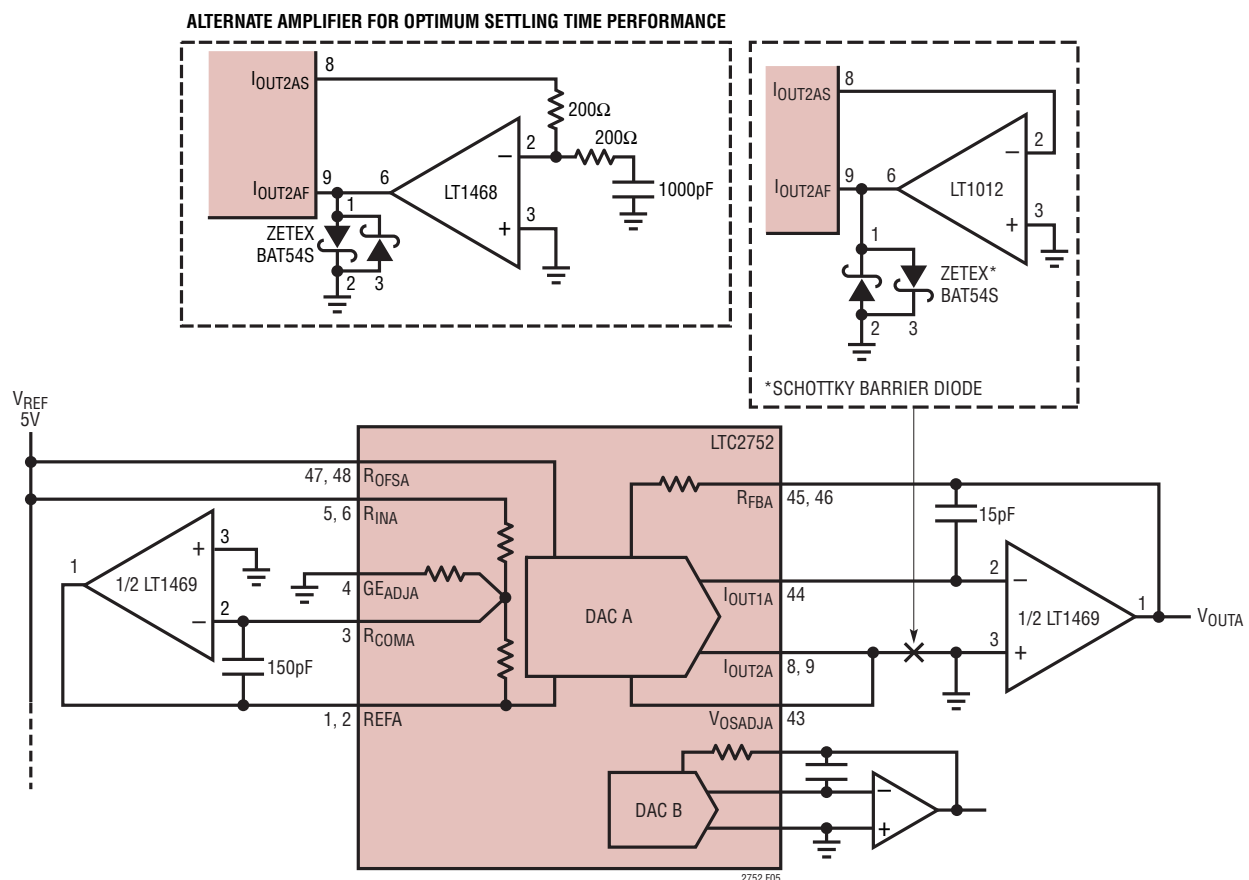 ALTERNATE AMPLIFIER FOR OPTIMUM SETTLING TIME PERFORMANCE
IOUT2AS
8
200Ω
200Ω
2
−
1000pF
IOUT2AF
9
6
LT1468
1
+
3
ZETEX
BAT54S
2
3
IOUT2AS
8
2
−
IOUT2AF
9
6
LT1012
1
+
3
ZETEX*
BAT54S
2
3
*SCHOTTKY BARRIER DIODE
VREF
5V
LTC2752
47, 48
ROFSA
5, 6
RINA
RFBA
45, 46
15pF
1
+
3
1/2 LT1469
−
2
4
GEADJA
3
RCOMA
150pF
1, 2
REFA
DAC A
IOUT1A
44
2
−
1/2 LT1469
1
VOUTA
3
+
IOUT2A
8, 9
VOSADJA
43
DAC B
−
+
2752 F05